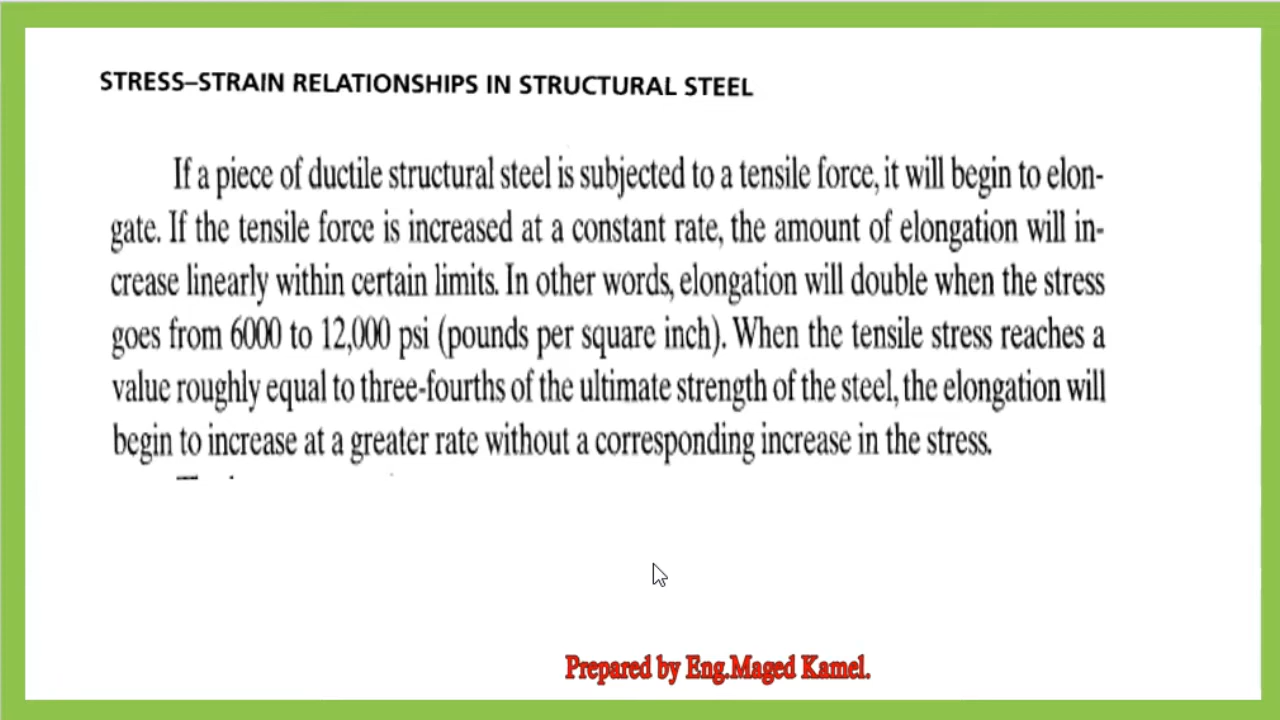 STRESS–STRAIN RELATIONSHIPS IN STRUCTURAL STEEL
If a piece of ductile structural steel is subjected to a tensile force, it will begin to elon-
gate. If the tensile force is increased at a constant rate, the amount of elongation will in-
crease linearly within certain limits. In other words, elongation will double when the stress
goes from 6000 to 12,000 psi (pounds per square inch). When the tensile stress reaches a
value roughly equal to three-fourths of the ultimate strength of the steel, the elongation will
begin to increase at a greater rate without a corresponding increase in the stress.
Prepared by Eng.Maged Kamel.